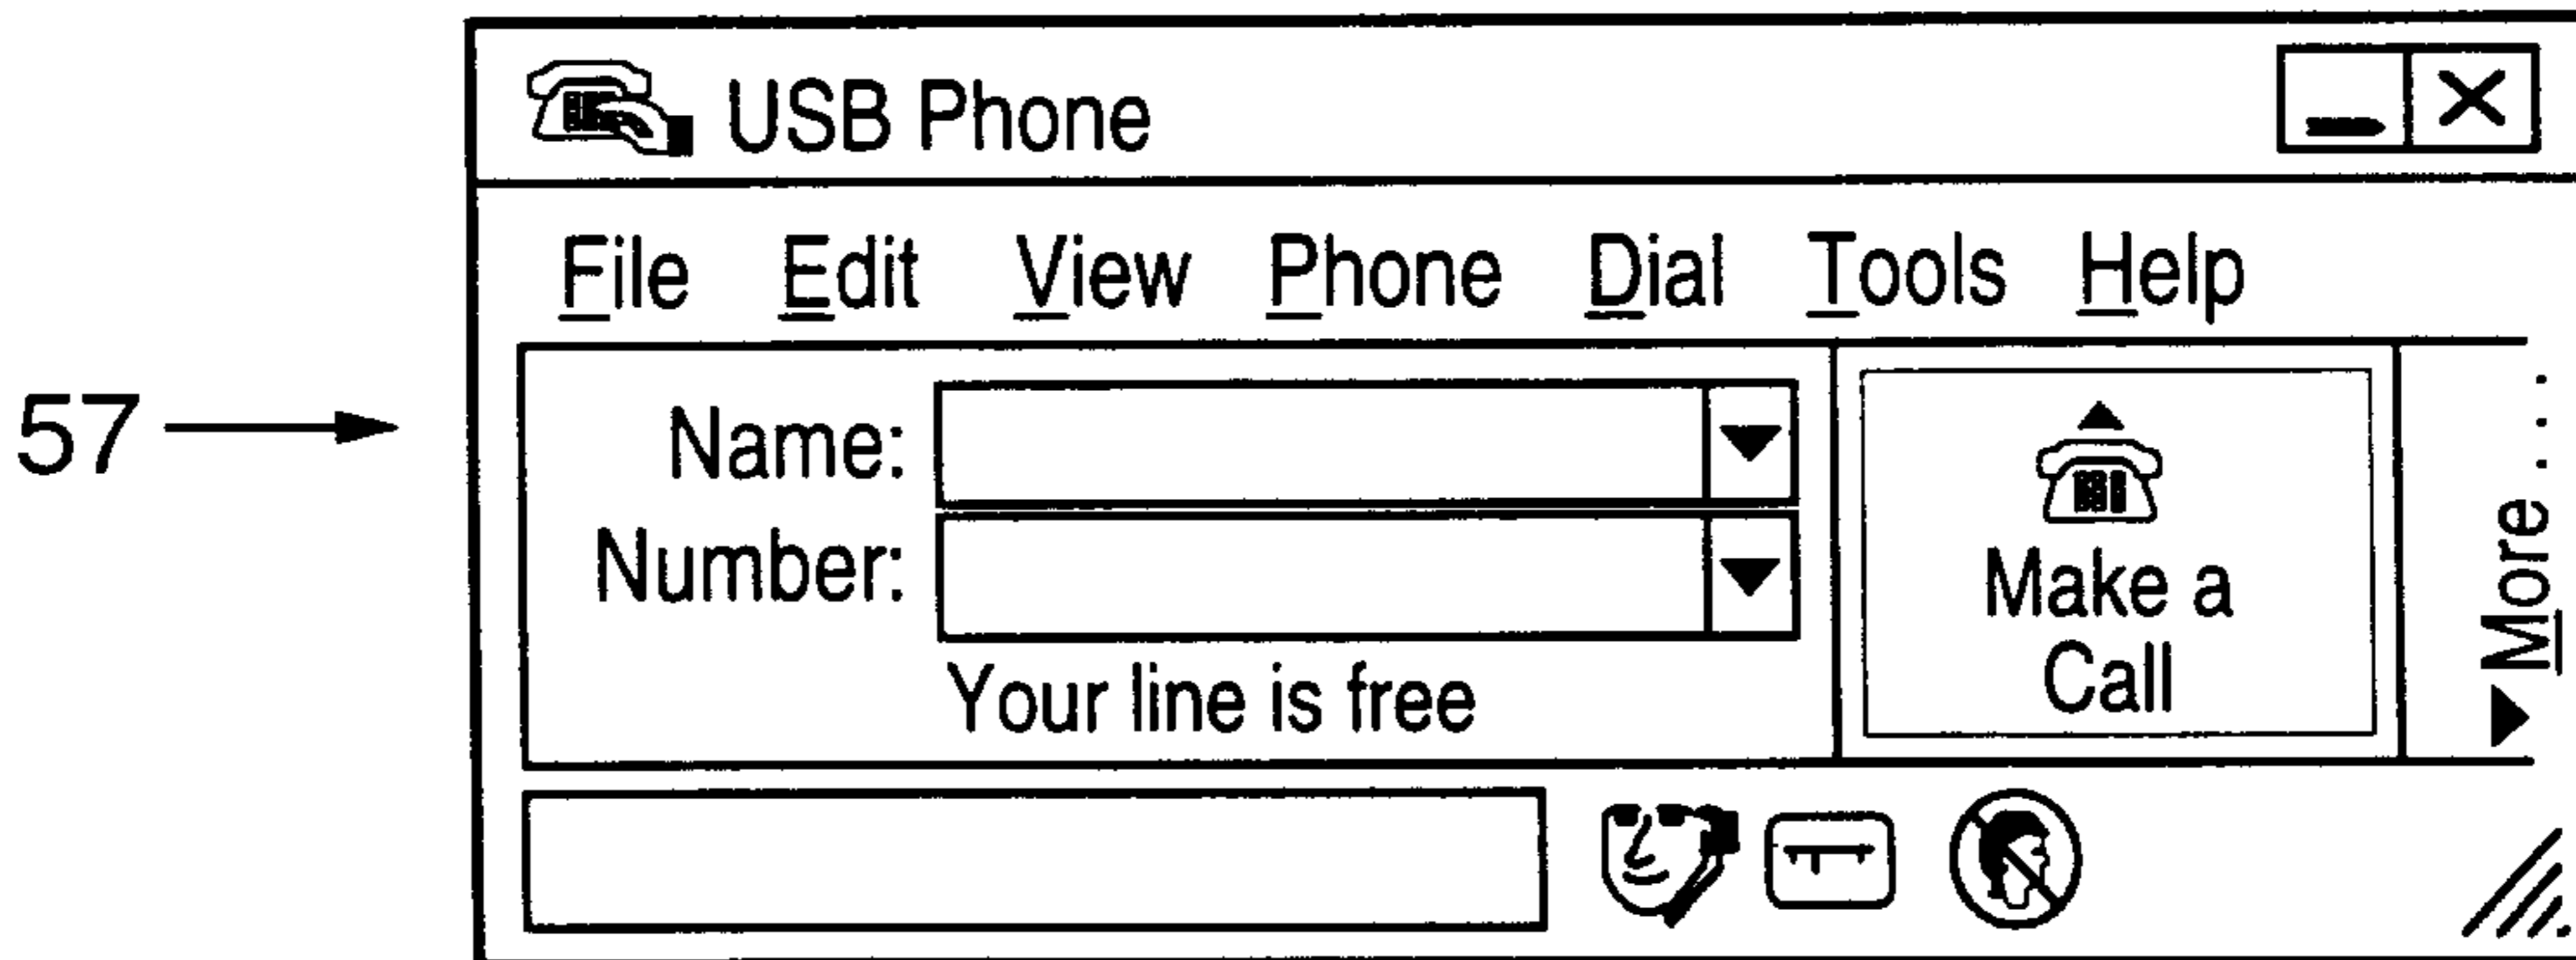 USB Phone
File Edit View Phone Dial Tools Help
57
Name:
Number:
Your line is free
Make a
Call
More ....